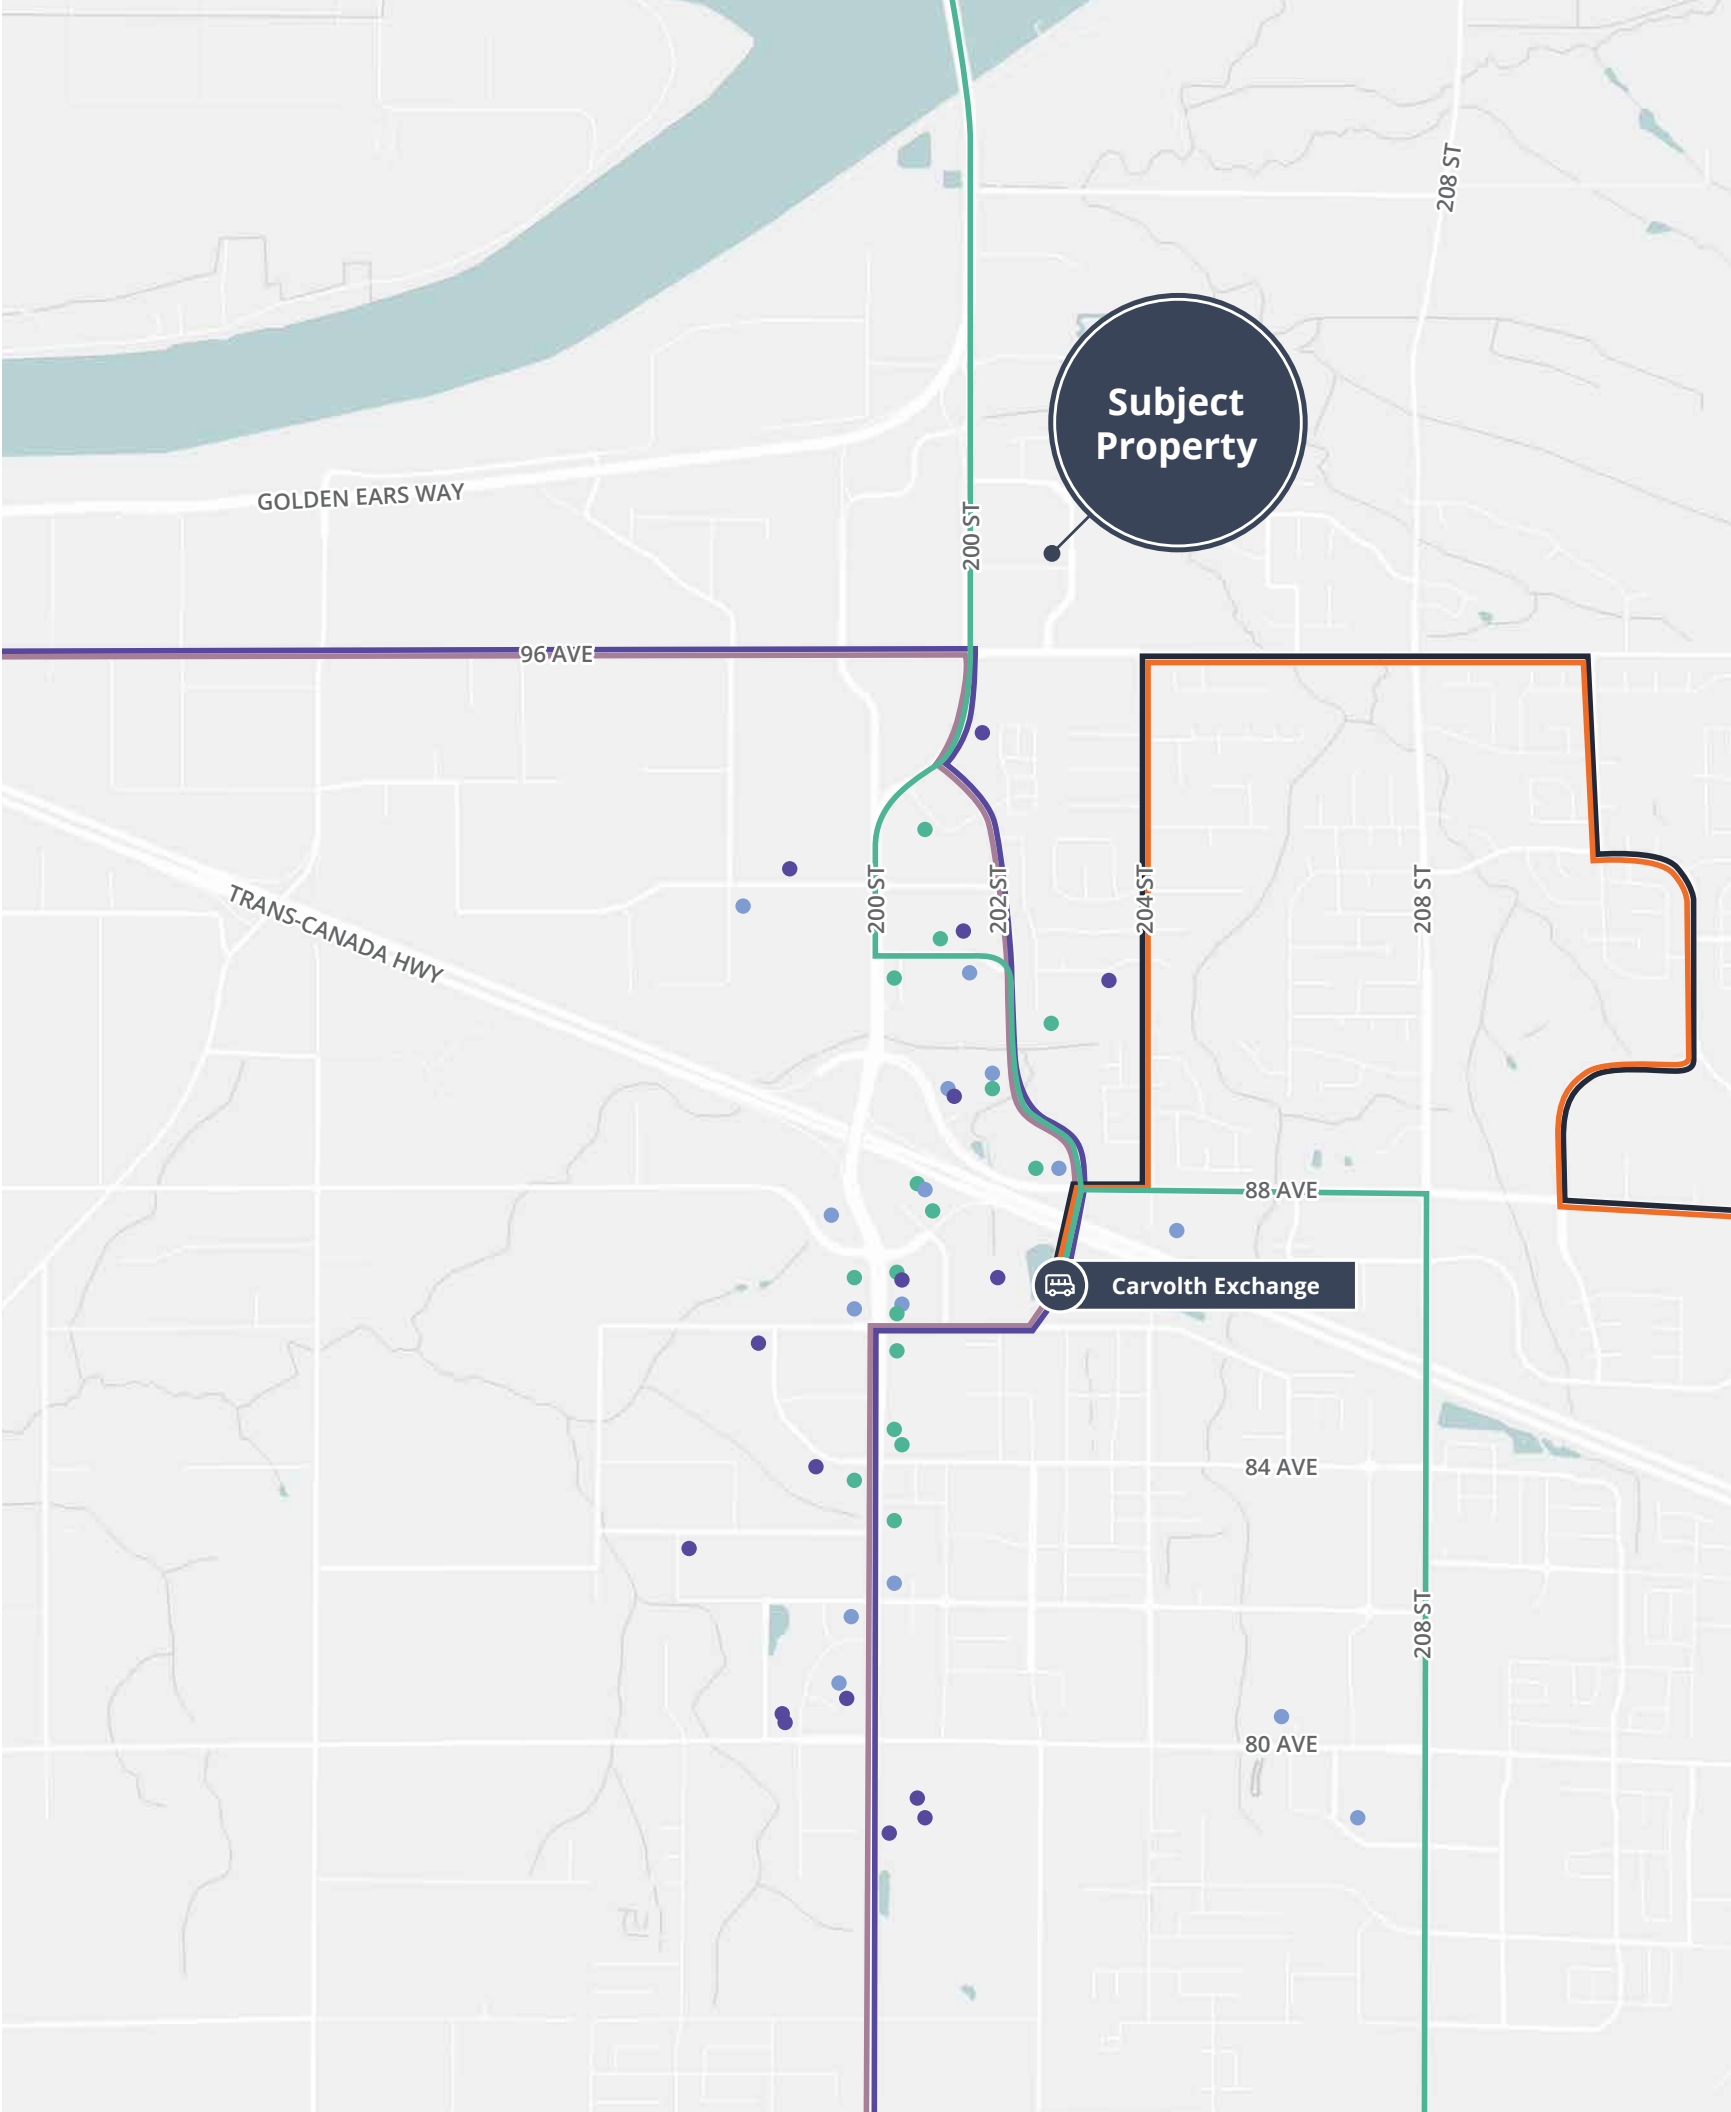 208 ST
Subject
Property
GOLDEN EARS WAY
200 ST
96 AVE
200 ST
202 ST
204 ST
208 ST
TRANS-CANADA HWY
88 AVE
Carvolth Exchange
84 AVE
208 ST
80 AVE